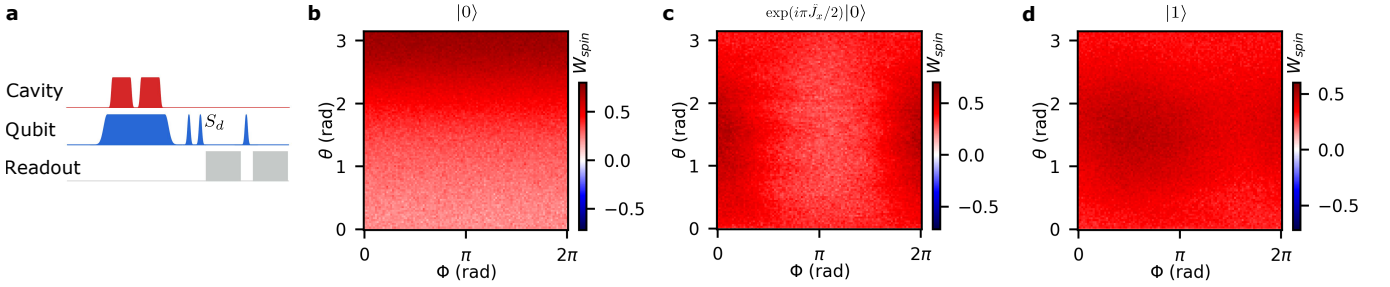 a
Cavity
Qubit
S_d
Readout
b
|0⟩
θ (rad)
3
2
1
0
0
π
2π
Φ (rad)
W_spin
0.5
0.0
−0.5
c
exp(iπĴ_x/2)|0⟩
θ (rad)
3
2
1
0
0
π
2π
Φ (rad)
W_spin
0.5
0.0
−0.5
d
|1⟩
θ (rad)
3
2
1
0
0
π
2π
Φ (rad)
W_spin
0.5
0.0
−0.5